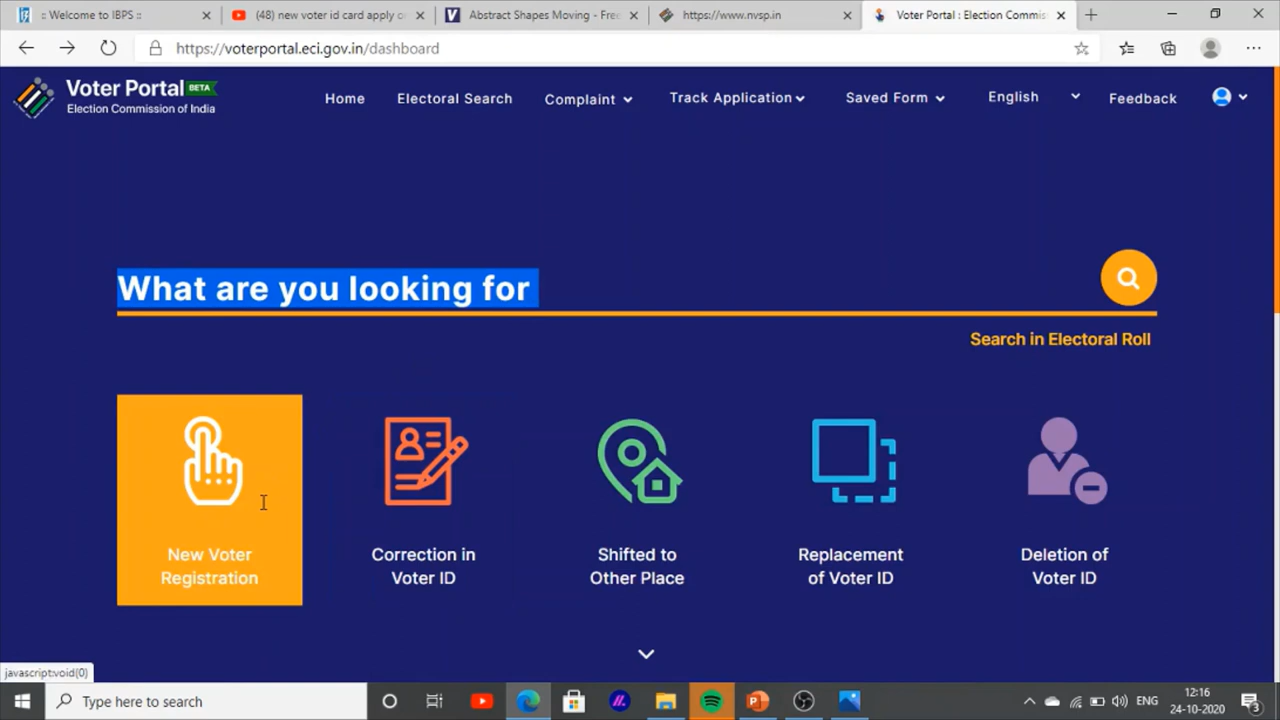 :: Welcome to IBPS ::
(48) new voter id card apply o
Abstract Shapes Moving - Free
https://www.nvsp.in
Voter Portal : Election Commis
https://voterportal.eci.gov.in/dashboard
Voter Portal BETA
Election Commission of India
Home
Electoral Search
Complaint
Track Application
Saved Form
English
Feedback
What are you looking for
Search in Electoral Roll
New Voter
Registration
Correction in
Voter ID
Shifted to
Other Place
Replacement
of Voter ID
Deletion of
Voter ID
javascript:void(0)
Type here to search
ENG
12:16
24-10-2020
3